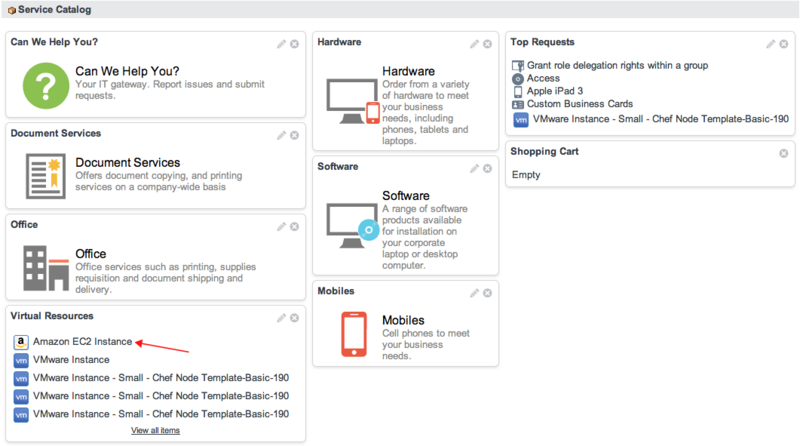 Service Catalog
Can We Help You?
Can We Help You?
Your IT gateway. Report issues and submit
requests.
Document Services
Document Services
Offers document copying, and printing
services on a company-wide basis
Office
Office
Office services such as printing, supplies
requisition and document shipping and
delivery.
Virtual Resources
a Amazon EC2 Instance
vm VMware Instance
vm VMware Instance - Small - Chef Node Template-Basic-190
vm VMware Instance - Small - Chef Node Template-Basic-190
vm VMware Instance - Small - Chef Node Template-Basic-190
View all items
Hardware
Hardware
Order from a variety
of hardware to meet
your business
needs, including
phones, tablets and
laptops.
Software
Software
A range of software
products available
for installation on
your corporate
laptop or desktop
computer.
Mobiles
Mobiles
Cell phones to meet
your business
needs.
Top Requests
Grant role delegation rights within a group
Access
Apple iPad 3
Custom Business Cards
vm VMware Instance - Small - Chef Node Template-Basic-190
Shopping Cart
Empty